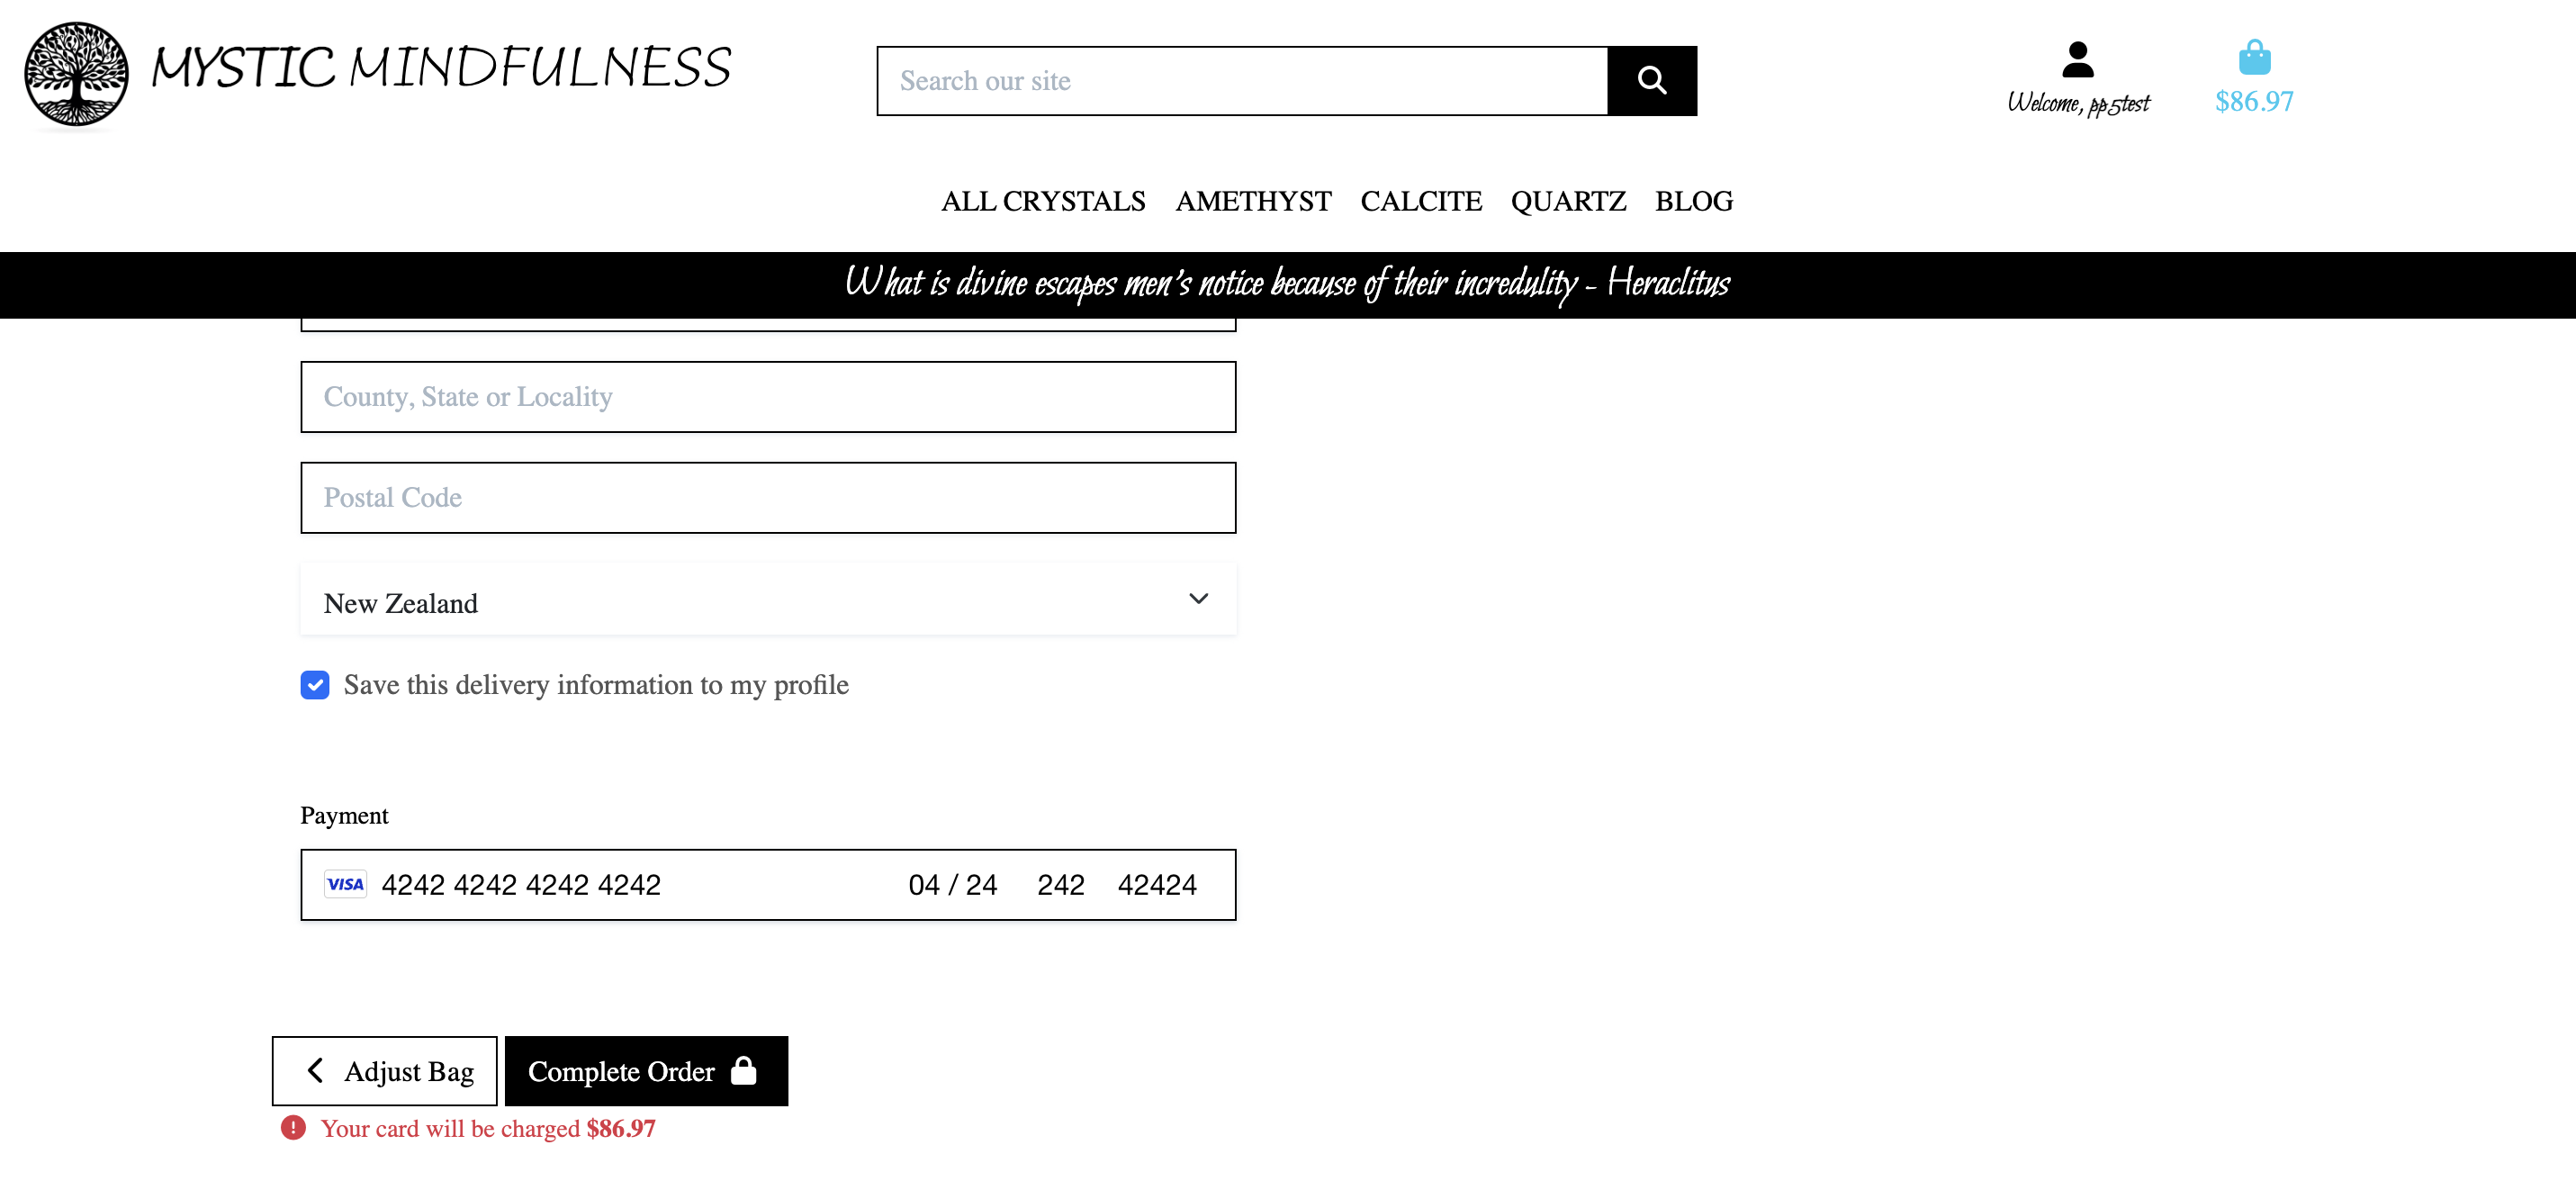 MYSTIC MINDFULNESS
Search our site
Welcome, pp5test
$86.97
ALL CRYSTALS AMETHYST CALCITE QUARTZ BLOG
What is divine escapes men's notice because of their incredulity - Heraclitus
County, State or Locality
Postal Code
New Zealand
Save this delivery information to my profile
Payment
VISA 4242 4242 4242 4242 04 / 24 242 42424
Adjust Bag Complete Order
Your card will be charged $86.97